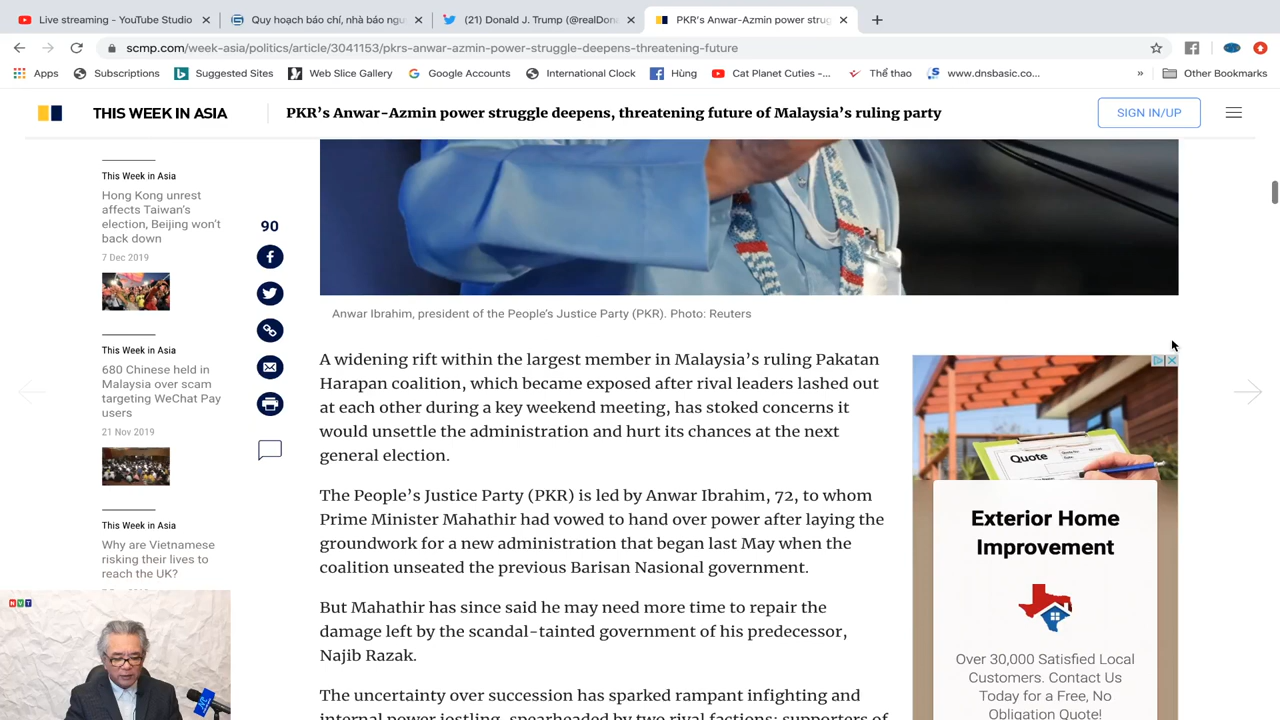 Live streaming - YouTube Studio
Quy hoạch báo chí, nhà báo ngu
(21) Donald J. Trump (@realDon
PKR's Anwar-Azmin power strug
scmp.com/week-asia/politics/article/3041153/pkrs-anwar-azmin-power-struggle-deepens-threatening-future
Apps
Subscriptions
Suggested Sites
Web Slice Gallery
Google Accounts
International Clock
Hùng
Cat Planet Cuties -...
Thể thao
www.dnsbasic.co...
»
Other Bookmarks
THIS WEEK IN ASIA
PKR's Anwar-Azmin power struggle deepens, threatening future of Malaysia's ruling party
SIGN IN/UP
This Week in Asia
Hong Kong unrest
affects Taiwan's
election, Beijing won't
back down
7 Dec 2019
This Week in Asia
680 Chinese held in
Malaysia over scam
targeting WeChat Pay
users
21 Nov 2019
This Week in Asia
Why are Vietnamese
risking their lives to
reach the UK?
90
Anwar Ibrahim, president of the People's Justice Party (PKR). Photo: Reuters
A widening rift within the largest member in Malaysia's ruling Pakatan
Harapan coalition, which became exposed after rival leaders lashed out
at each other during a key weekend meeting, has stoked concerns it
would unsettle the administration and hurt its chances at the next
general election.
The People's Justice Party (PKR) is led by Anwar Ibrahim, 72, to whom
Prime Minister Mahathir had vowed to hand over power after laying the
groundwork for a new administration that began last May when the
coalition unseated the previous Barisan Nasional government.
But Mahathir has since said he may need more time to repair the
damage left by the scandal-tainted government of his predecessor,
Najib Razak.
The uncertainty over succession has sparked rampant infighting and
internal power jostling, spearheaded by two rival factions: supporters of
Quote
Exterior Home
Improvement
Over 30,000 Satisfied Local
Customers. Contact Us
Today for a Free, No
Obligation Quote!
NVT